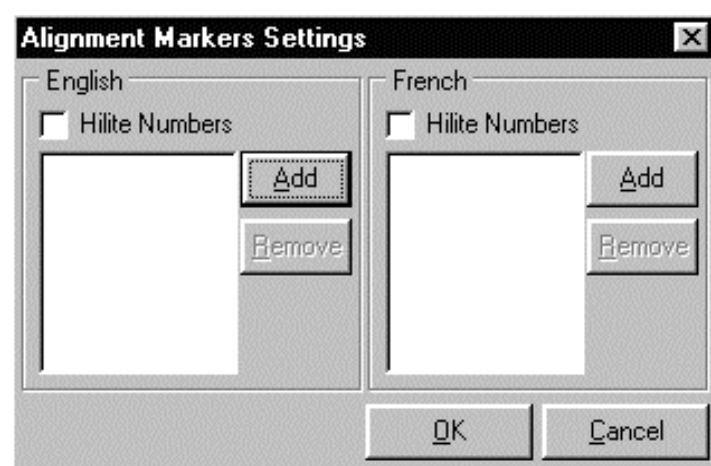 Alignment Markers Settings
English
French
Hilite Numbers
Hilite Numbers
Add
Add
Remove
Remove
OK
Cancel